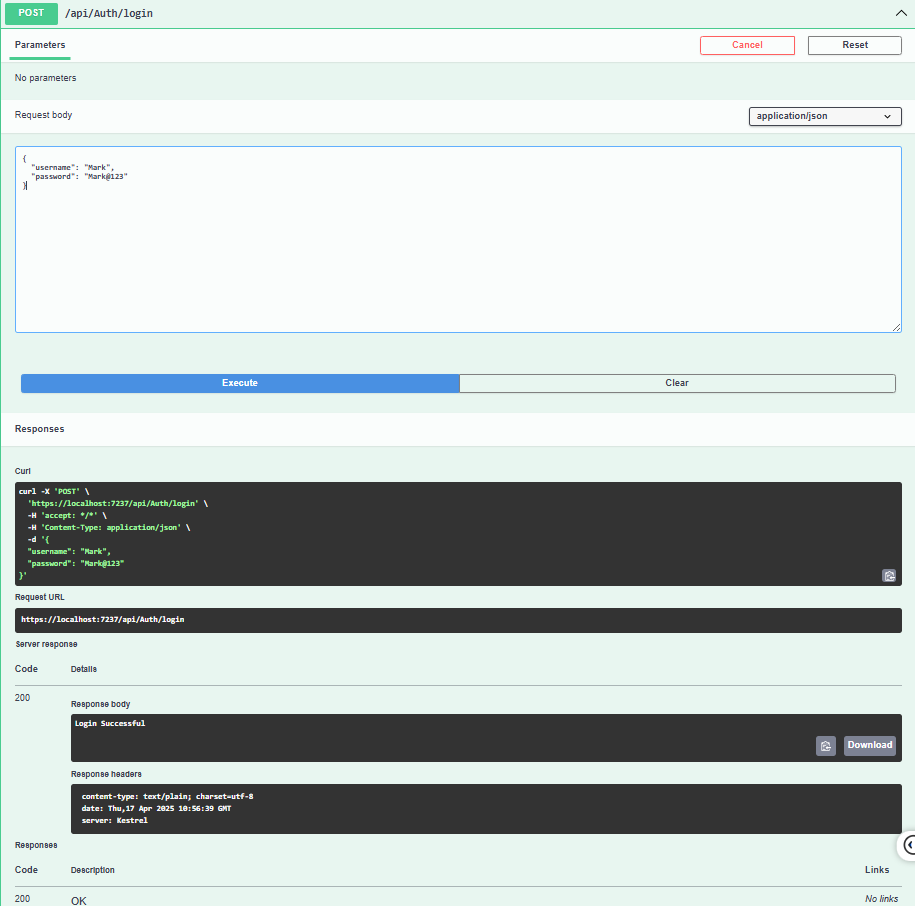 POST /api/Auth/login
Parameters
Cancel
Reset
No parameters
Request body
application/json
{
  "username": "Mark",
  "password": "Mark@123"
}
Execute
Clear
Responses
Curl
curl -X 'POST' \
  'https://localhost:7237/api/Auth/login' \
  -H 'accept: */*' \
  -H 'Content-Type: application/json' \
  -d '{
  "username": "Mark",
  "password": "Mark@123"
}'
Request URL
https://localhost:7237/api/Auth/login
Server response
Code Details
200
Response body
Login Successful
Download
Response headers
content-type: text/plain; charset=utf-8
date: Thu,17 Apr 2025 10:56:39 GMT
server: Kestrel
Responses
Code Description Links
200 OK No links